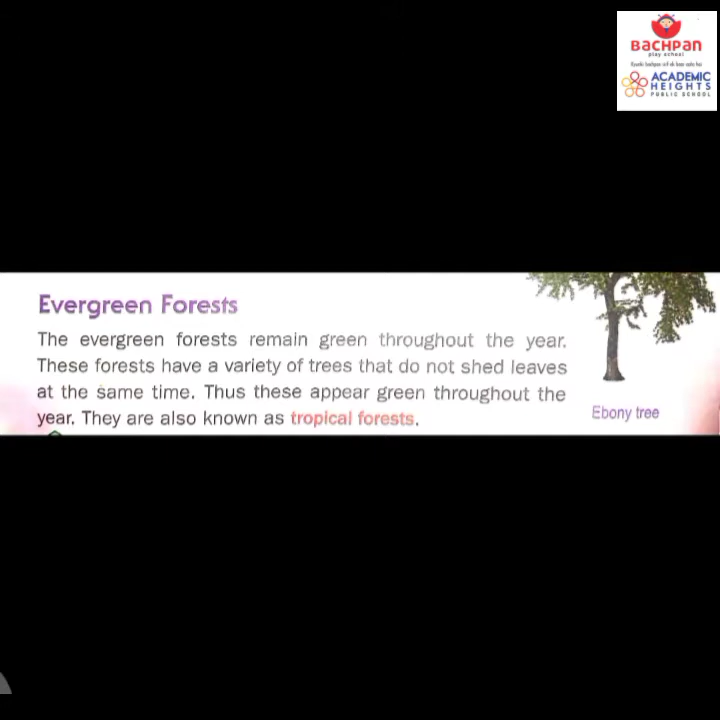 BACHPAN
play school
ACADEMIC
HEIGHTS
PUBLIC SCHOOL
Evergreen Forests
The evergreen forests remain green throughout the year.
These forests have a variety of trees that do not shed leaves
at the same time. Thus these appear green throughout the
year. They are also known as tropical forests.
Ebony tree